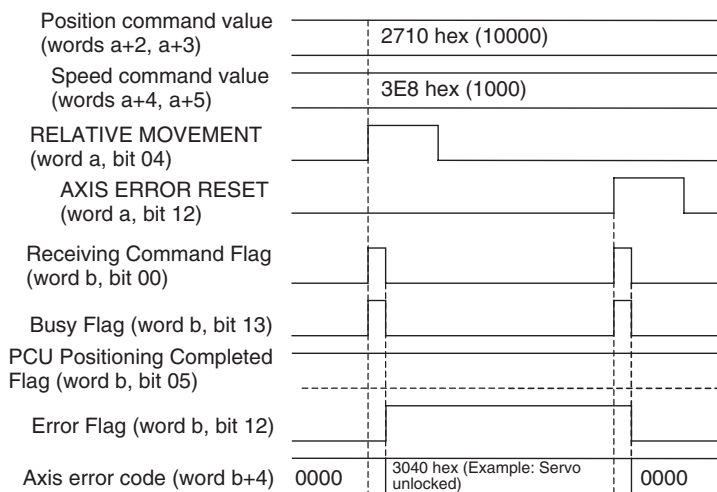 Position command value
(words a+2, a+3)
2710 hex (10000)
Speed command value
(words a+4, a+5)
3E8 hex (1000)
RELATIVE MOVEMENT
(word a, bit 04)
AXIS ERROR RESET
(word a, bit 12)
Receiving Command Flag
(word b, bit 00)
Busy Flag (word b, bit 13)
PCU Positioning Completed
Flag (word b, bit 05)
Error Flag (word b, bit 12)
Axis error code (word b+4)
0000
3040 hex (Example: Servo
unlocked)
0000